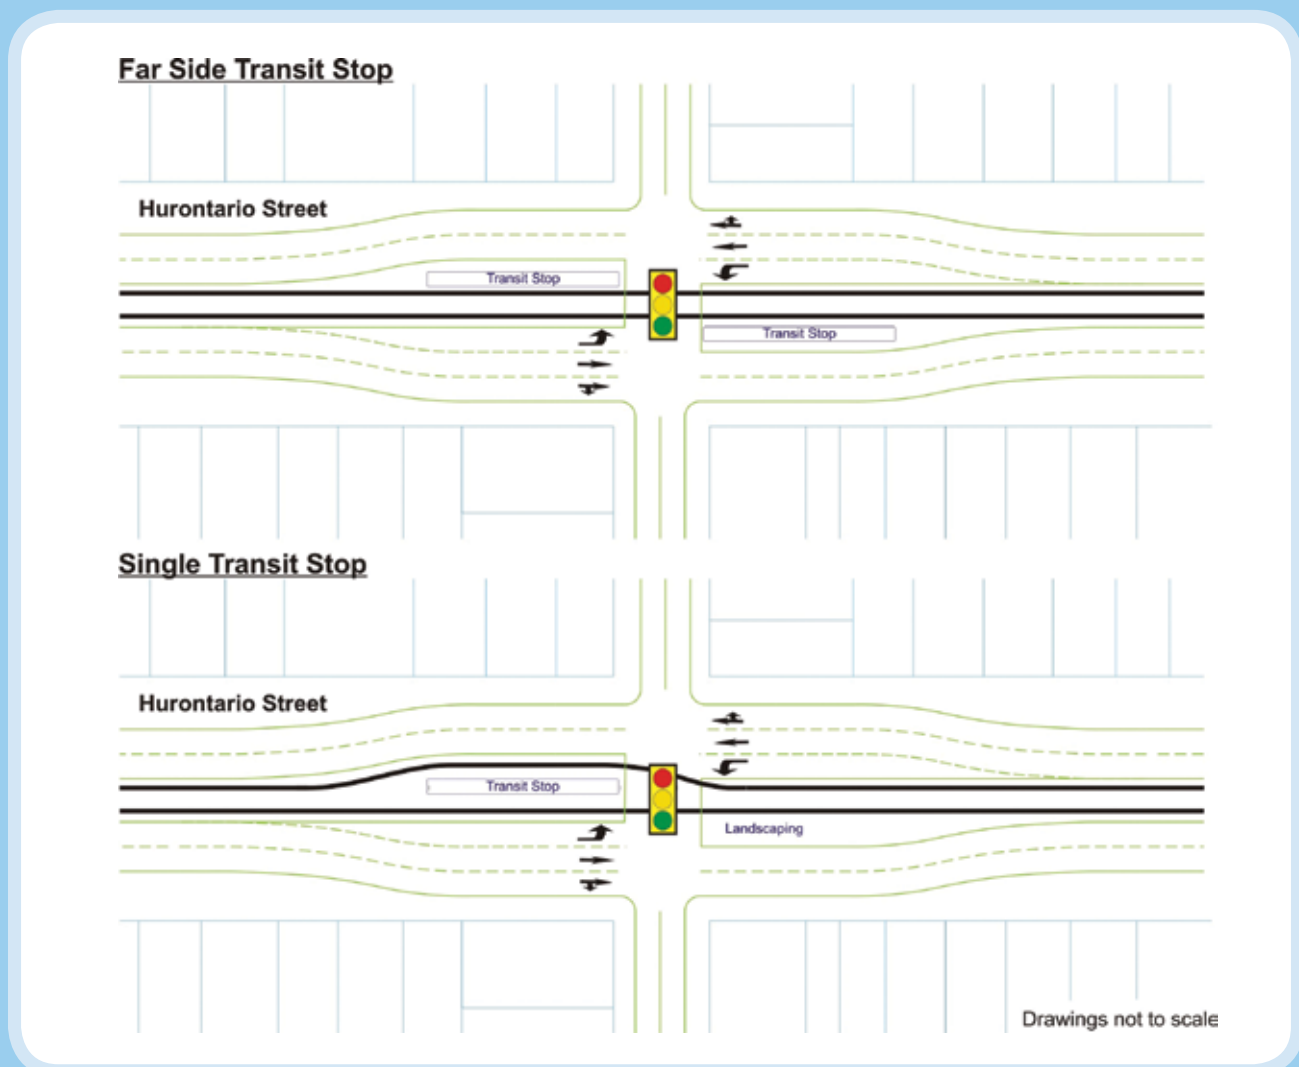 Far Side Transit Stop
Hurontario Street
Transit Stop
Transit Stop
Single Transit Stop
Hurontario Street
Transit Stop
Landscaping
Drawings not to scale